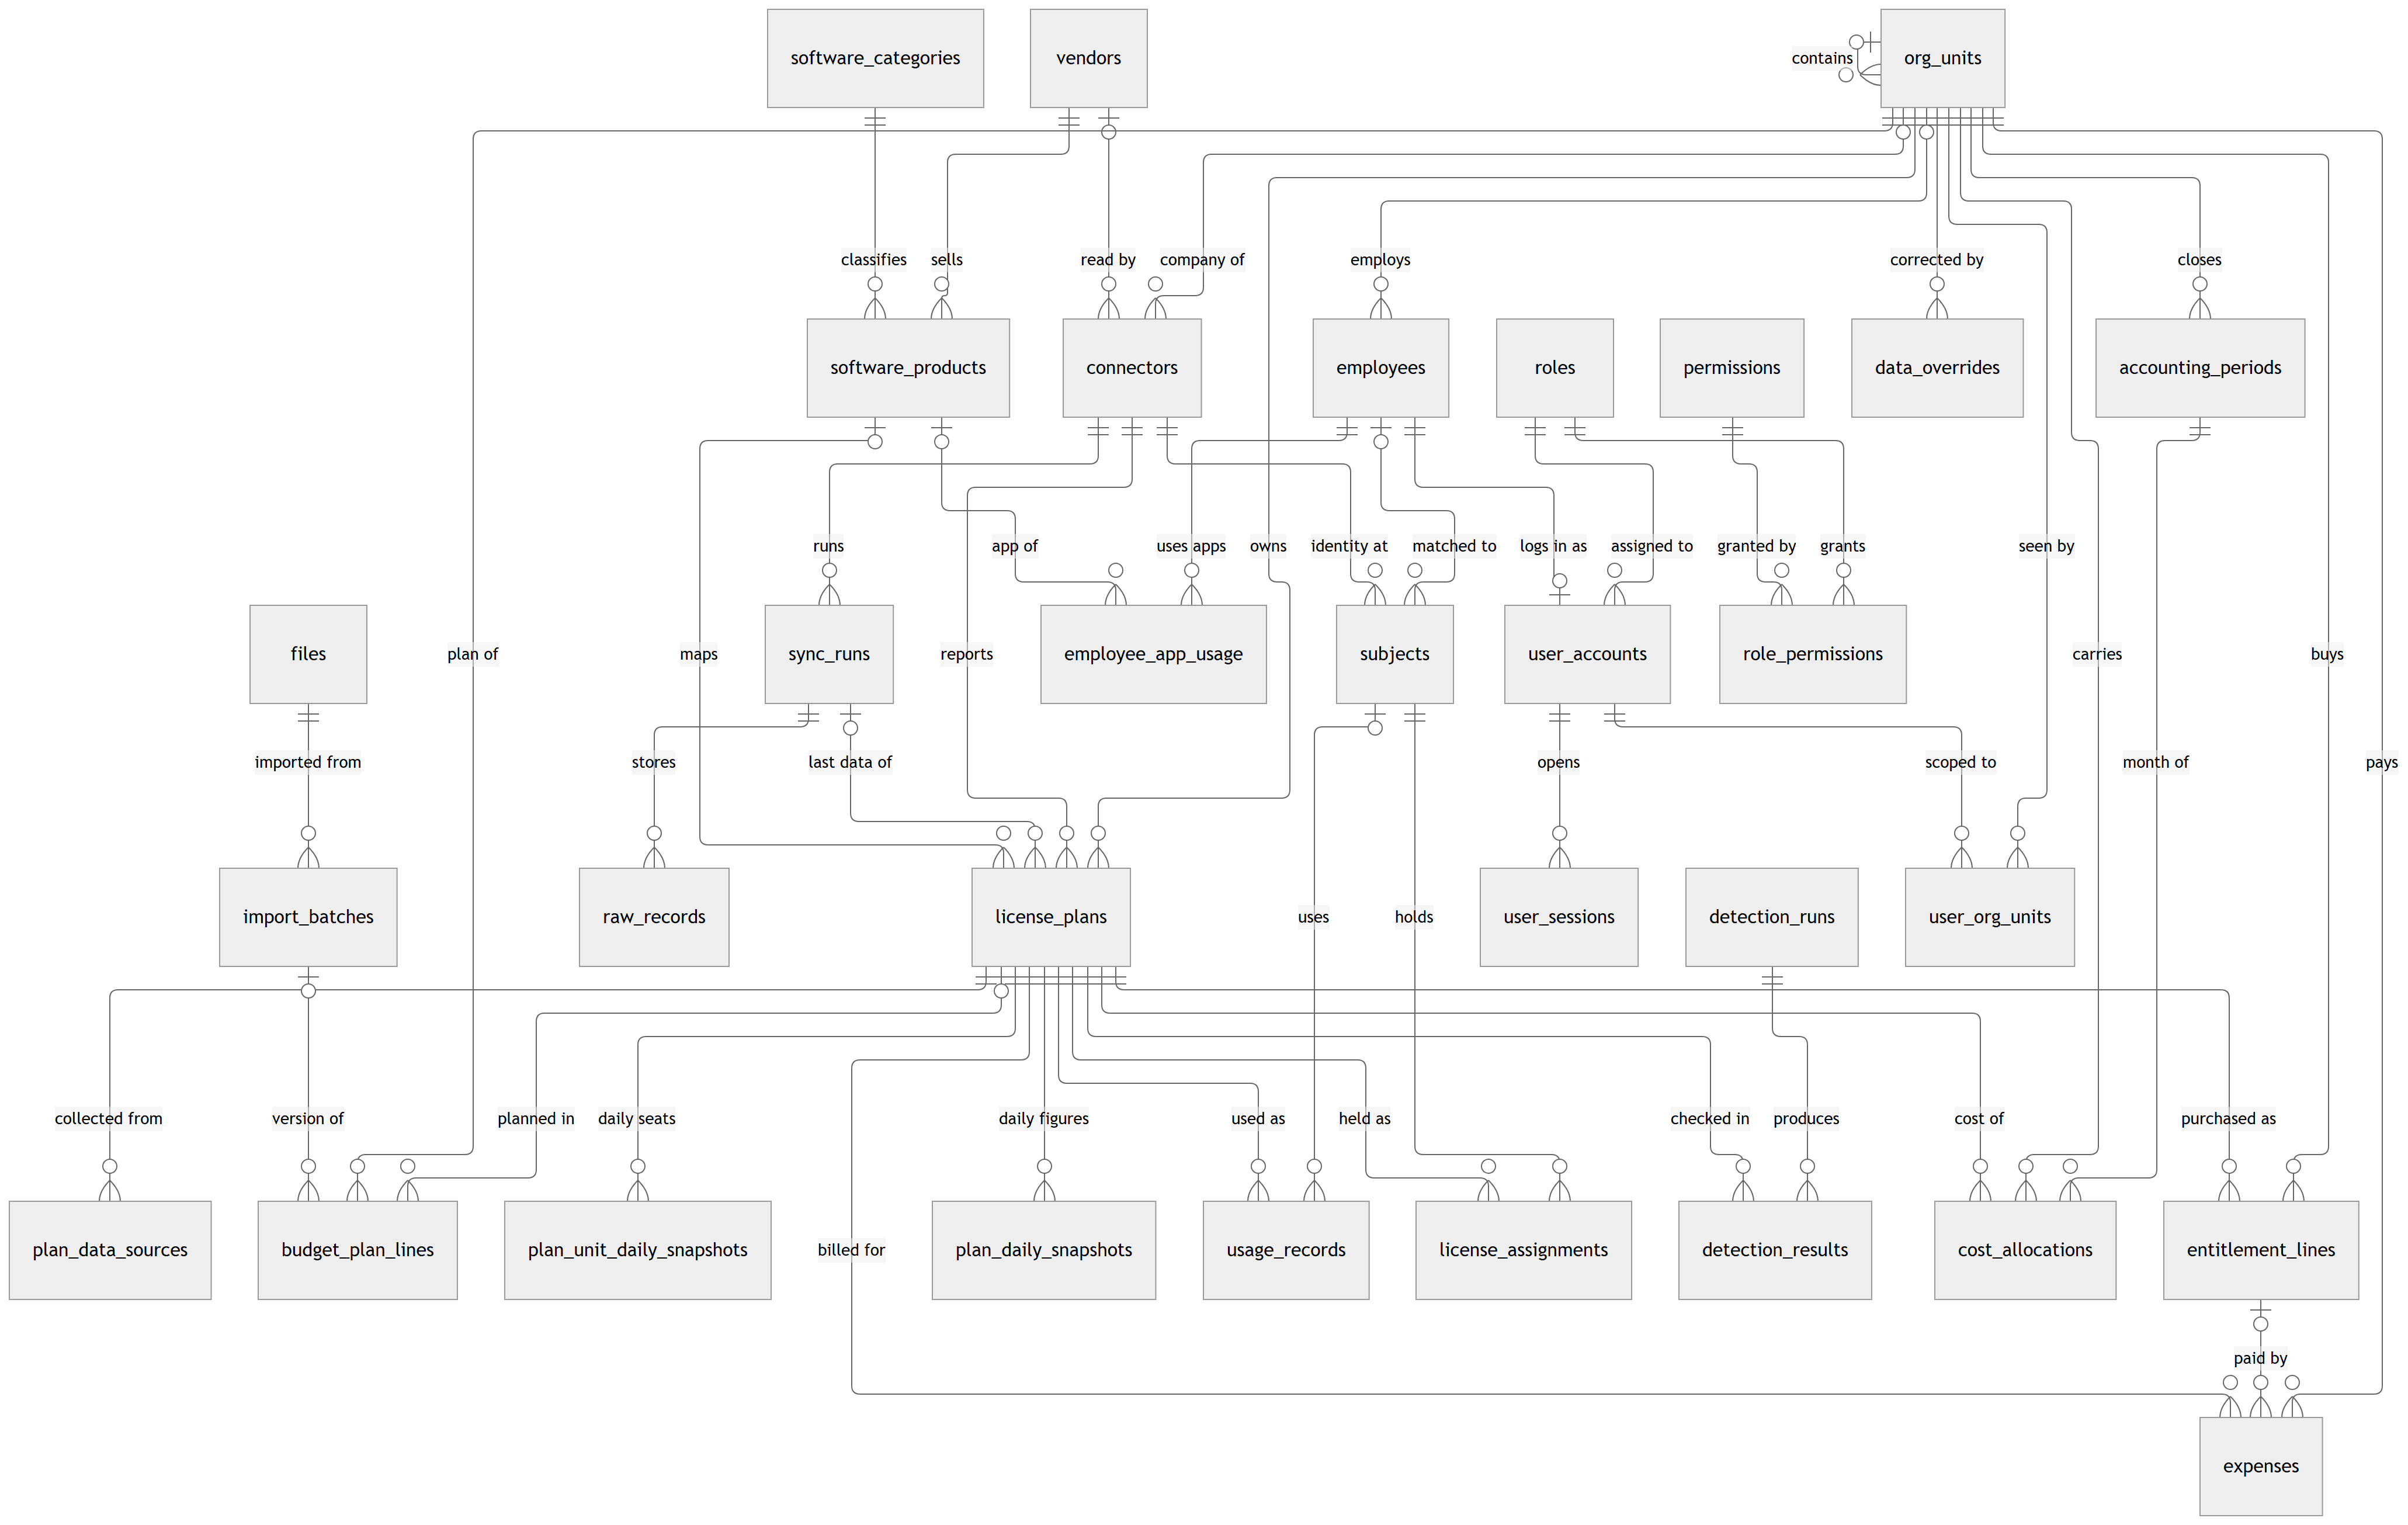 software_categories
vendors
org_units
contains
classifies
sells
read by
company of
employs
corrected by
closes
software_products
connectors
employees
roles
permissions
data_overrides
accounting_periods
runs
app of
uses apps
owns
identity at
matched to
logs in as
assigned to
granted by
grants
seen by
files
plan of
maps
sync_runs
reports
employee_app_usage
subjects
user_accounts
role_permissions
carries
buys
imported from
stores
last data of
opens
scoped to
month of
pays
import_batches
raw_records
license_plans
uses
holds
user_sessions
detection_runs
user_org_units
collected from
version of
planned in
daily seats
daily figures
used as
held as
checked in
produces
cost of
purchased as
plan_data_sources
budget_plan_lines
plan_unit_daily_snapshots
billed for
plan_daily_snapshots
usage_records
license_assignments
detection_results
cost_allocations
entitlement_lines
paid by
expenses